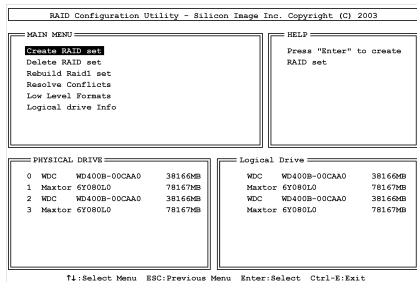 RAID Configuration Utility - Silicon Image Inc. Copyright (C) 2003
MAIN MENU
Create RAID set
Delete RAID set
Rebuild Raid1 set
Resolve Conflicts
Low Level Formats
Logical drive Info
HELP
Press "Enter" to create
RAID set
PHYSICAL DRIVE
0 WDC WD400B-00CAA0 38166MB
1 Maxtor 6Y080L0 78167MB
2 WDC WD400B-00CAA0 38166MB
3 Maxtor 6Y080L0 78167MB
Logical Drive
WDC WD400B-00CAA0 38166MB
Maxtor 6Y080L0 78167MB
WDC WD400B-00CAA0 38166MB
Maxtor 6Y080L0 78167MB
↑↓:Select Menu ESC:Previous Menu Enter:Select Ctrl-E:Exit